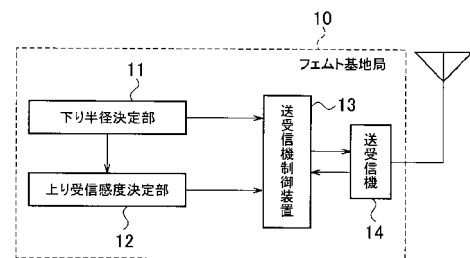 10
フェムト基地局
11
下り半径決定部
上り受信感度決定部
12
13
送受信機制御装置
送受信機
14